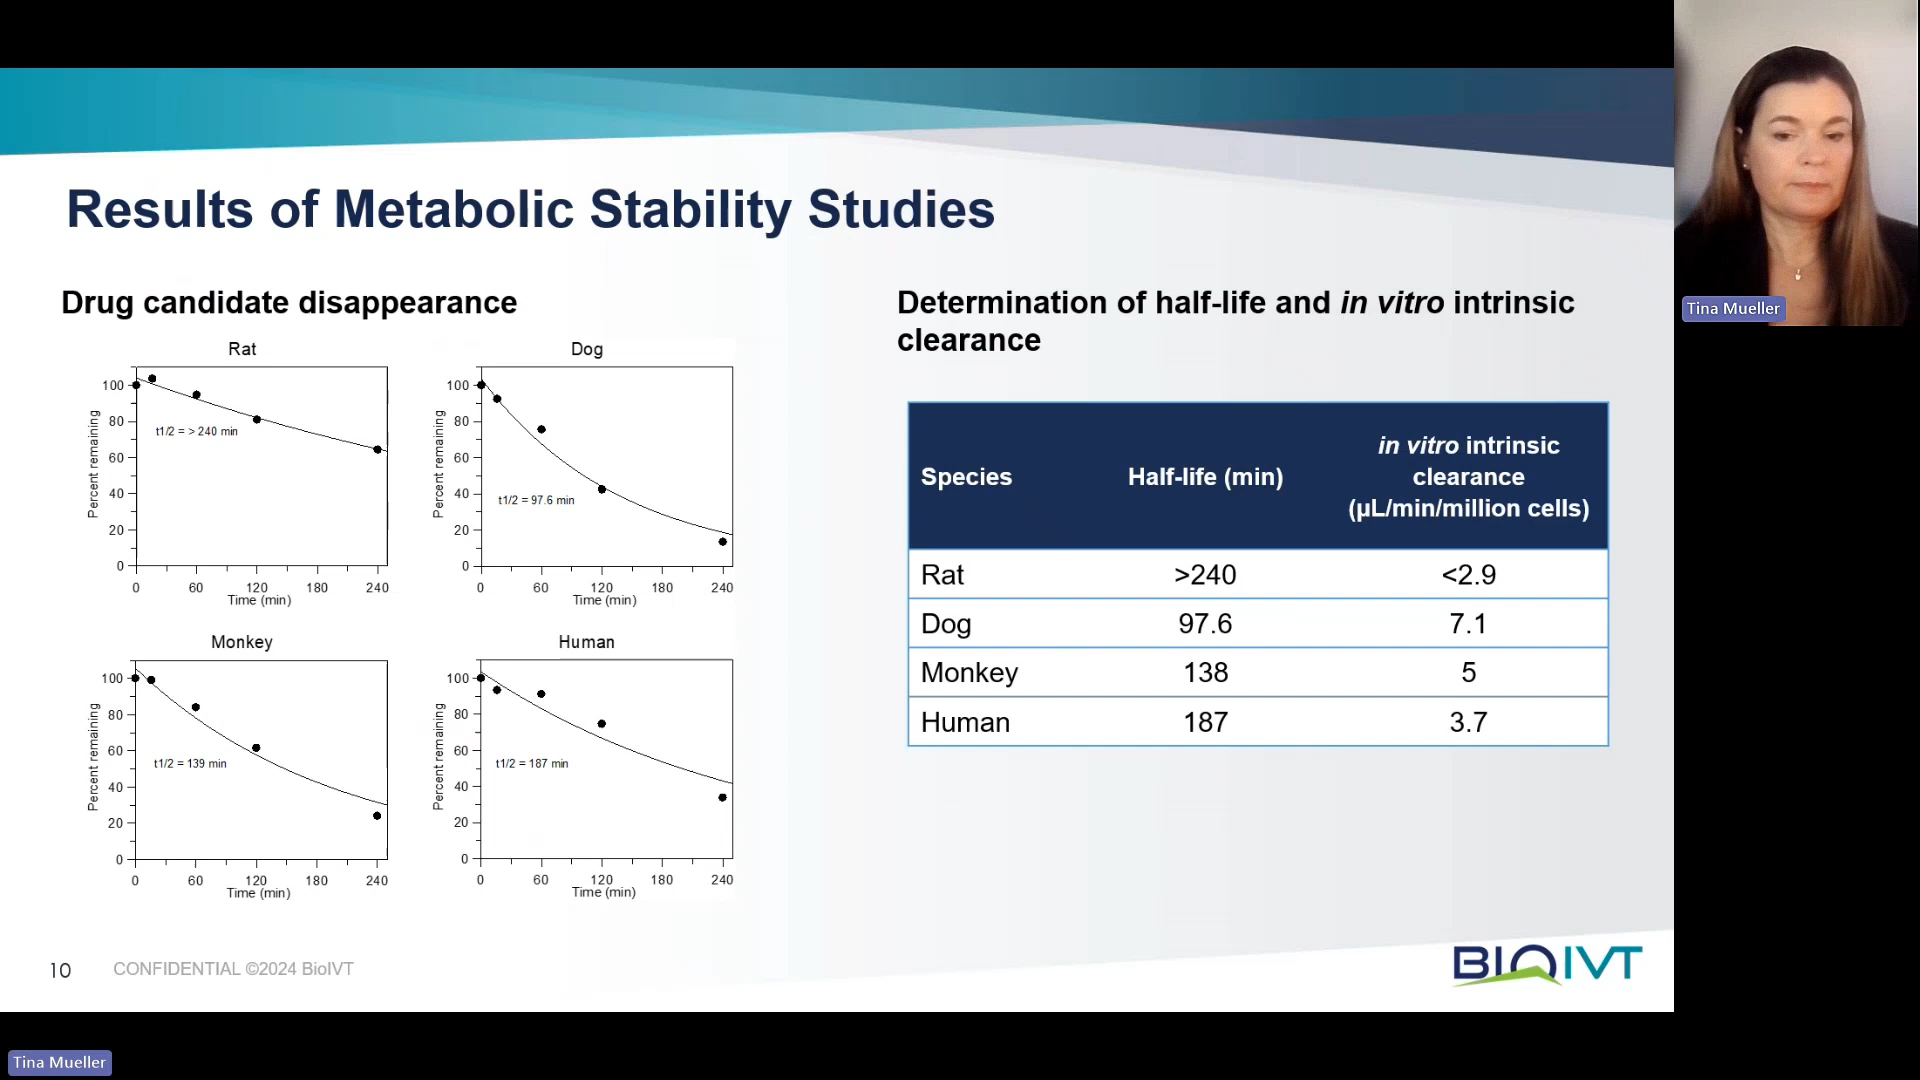 Results of Metabolic Stability Studies
Drug candidate disappearance
Rat
Percent remaining
100
80
60
40
20
0
t1/2 = > 240 min
0 60 120 180 240
Time (min)
Dog
Percent remaining
100
80
60
40
20
0
t1/2 = 97.6 min
0 60 120 180 240
Time (min)
Monkey
Percent remaining
100
80
60
40
20
0
t1/2 = 139 min
0 60 120 180 240
Time (min)
Human
Percent remaining
100
80
60
40
20
0
t1/2 = 187 min
0 60 120 180 240
Time (min)
Determination of half-life and in vitro intrinsic
clearance
Species Half-life (min) in vitro intrinsic
clearance
(µL/min/million cells)
Rat >240 <2.9
Dog 97.6 7.1
Monkey 138 5
Human 187 3.7
10 CONFIDENTIAL ©2024 BioIVT
BIOIVT
Tina Mueller
Tina Mueller